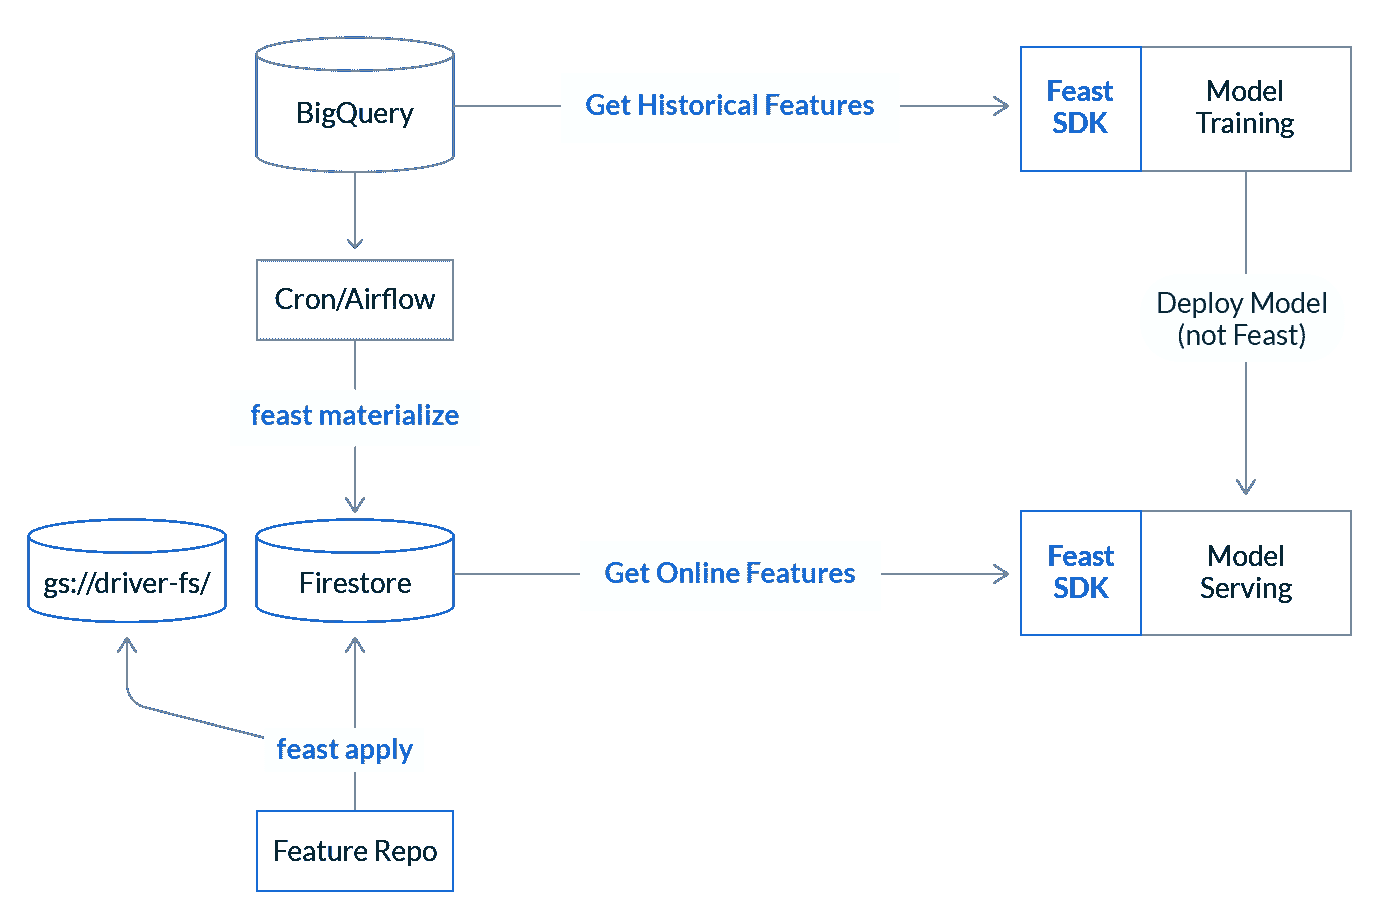 BigQuery
Get Historical Features
Feast
SDK
Model
Training
Cron/Airflow
Deploy Model
(not Feast)
feast materialize
gs://driver-fs/
Firestore
Get Online Features
Feast
SDK
Model
Serving
feast apply
Feature Repo